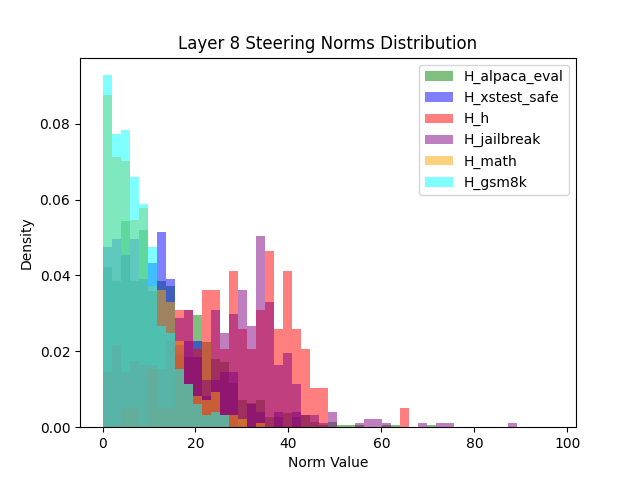 Layer 8 Steering Norms Distribution
H_alpaca_eval
H_xstest_safe
H_h
H_jailbreak
H_math
H_gsm8k
Density
0.08
0.06
0.04
0.02
0.00
0
20
40
60
80
100
Norm Value